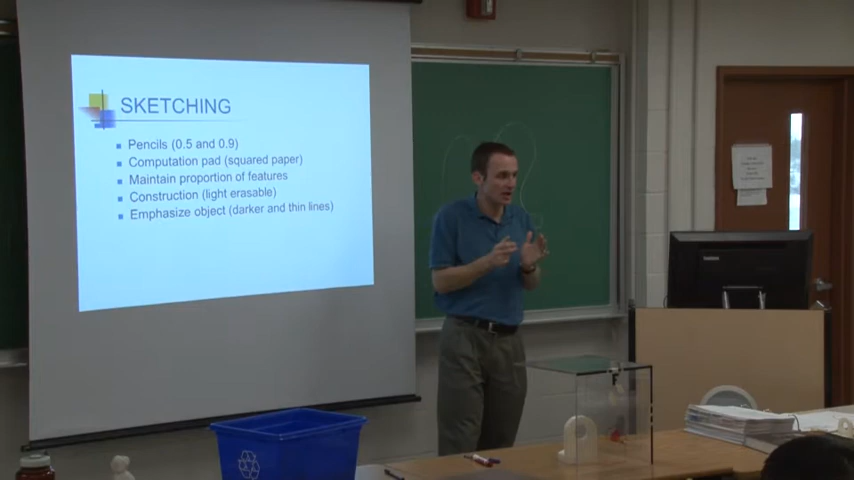 SKETCHING
Pencils (0.5 and 0.9)
Computation pad (squared paper)
Maintain proportion of features
Construction (light erasable)
Emphasize object (darker and thin lines)